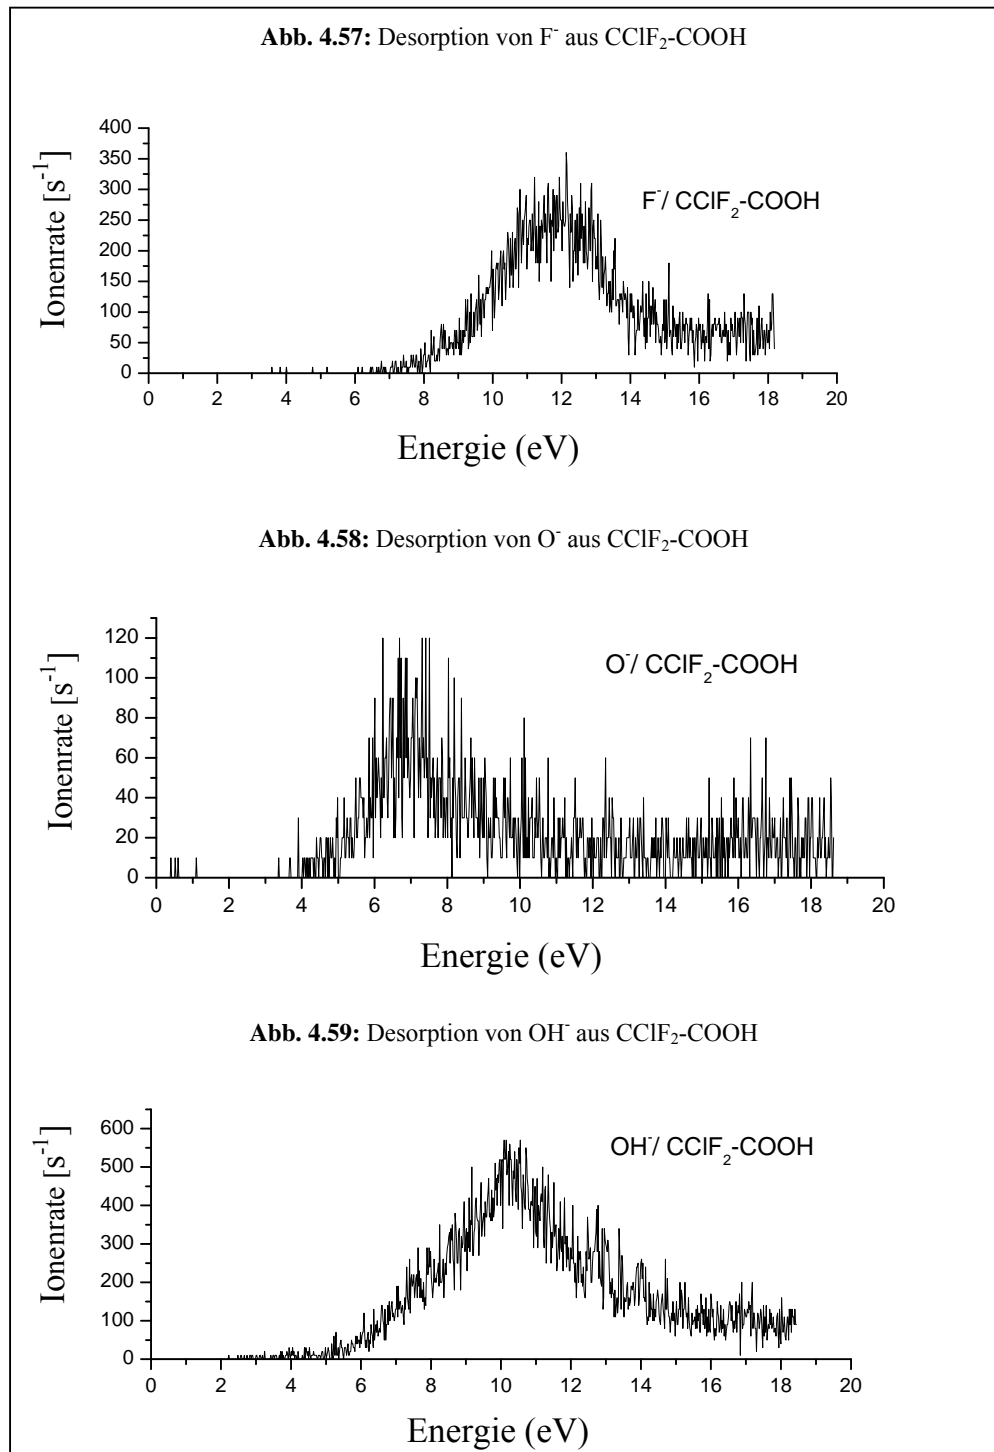 Abb. 4.57: Desorption von F⁻ aus CClF₂-COOH
400
350
300
250
200
150
100
50
0
Ionenrate [s⁻¹]
F⁻/ CClF₂-COOH
0 2 4 6 8 10 12 14 16 18 20
Energie (eV)
Abb. 4.58: Desorption von O⁻ aus CClF₂-COOH
120
100
80
60
40
20
0
Ionenrate [s⁻¹]
O⁻/ CClF₂-COOH
0 2 4 6 8 10 12 14 16 18 20
Energie (eV)
Abb. 4.59: Desorption von OH⁻ aus CClF₂-COOH
600
500
400
300
200
100
0
Ionenrate [s⁻¹]
OH⁻/ CClF₂-COOH
0 2 4 6 8 10 12 14 16 18 20
Energie (eV)